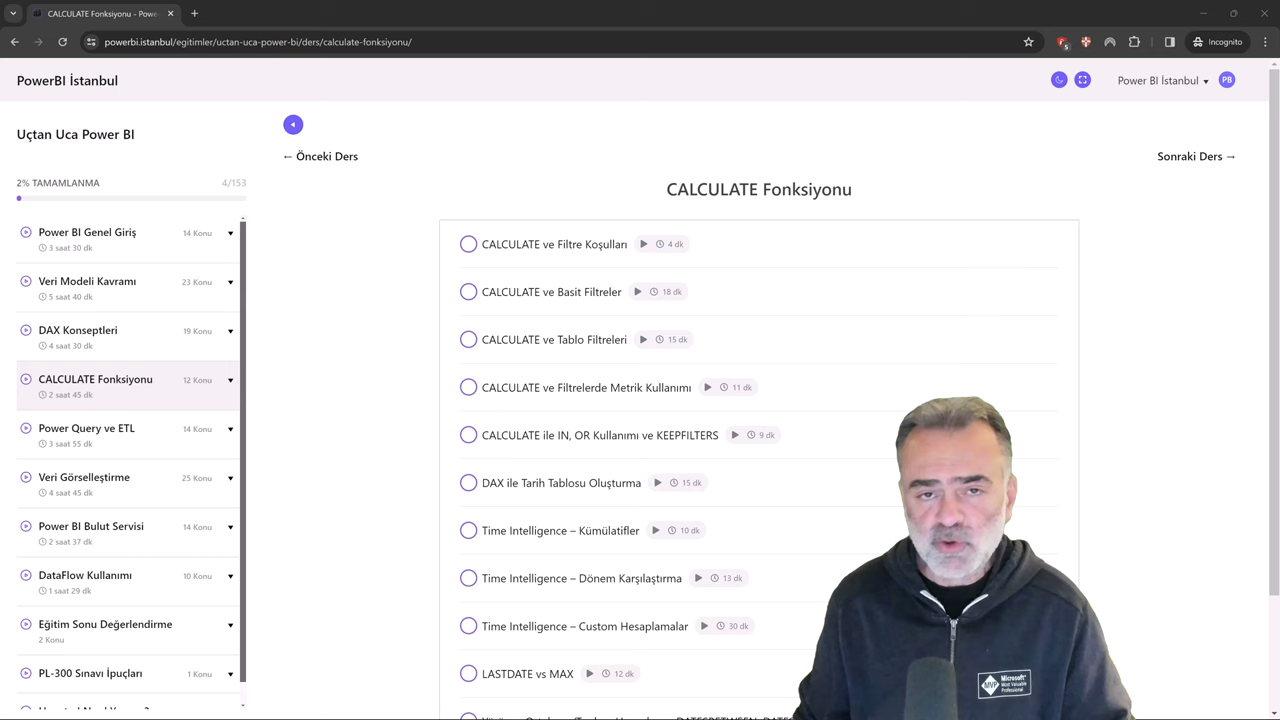 CALCULATE Fonksiyonu - Powe
powerbi.istanbul/egitimler/uctan-uca-power-bi/ders/calculate-fonksiyonu/
Incognito
PowerBI İstanbul
Power BI İstanbul
PB
Uçtan Uca Power BI
2% TAMAMLANMA
4/153
Power BI Genel Giriş
14 Konu
3 saat 30 dk
Veri Modeli Kavramı
23 Konu
5 saat 40 dk
DAX Konseptleri
19 Konu
4 saat 30 dk
CALCULATE Fonksiyonu
12 Konu
2 saat 45 dk
Power Query ve ETL
14 Konu
3 saat 55 dk
Veri Görselleştirme
25 Konu
4 saat 45 dk
Power BI Bulut Servisi
14 Konu
2 saat 37 dk
DataFlow Kullanımı
10 Konu
1 saat 29 dk
Eğitim Sonu Değerlendirme
2 Konu
PL-300 Sınavı İpuçları
1 Konu
← Önceki Ders
Sonraki Ders →
CALCULATE Fonksiyonu
CALCULATE ve Filtre Koşulları 4 dk
CALCULATE ve Basit Filtreler 18 dk
CALCULATE ve Tablo Filtreleri 15 dk
CALCULATE ve Filtrelerde Metrik Kullanımı 11 dk
CALCULATE ile IN, OR Kullanımı ve KEEPFILTERS 9 dk
DAX ile Tarih Tablosu Oluşturma 15 dk
Time Intelligence – Kümülatifler 10 dk
Time Intelligence – Dönem Karşılaştırma 13 dk
Time Intelligence – Custom Hesaplamalar 30 dk
LASTDATE vs MAX 12 dk
MVP
Microsoft
Most Valuable
Professional